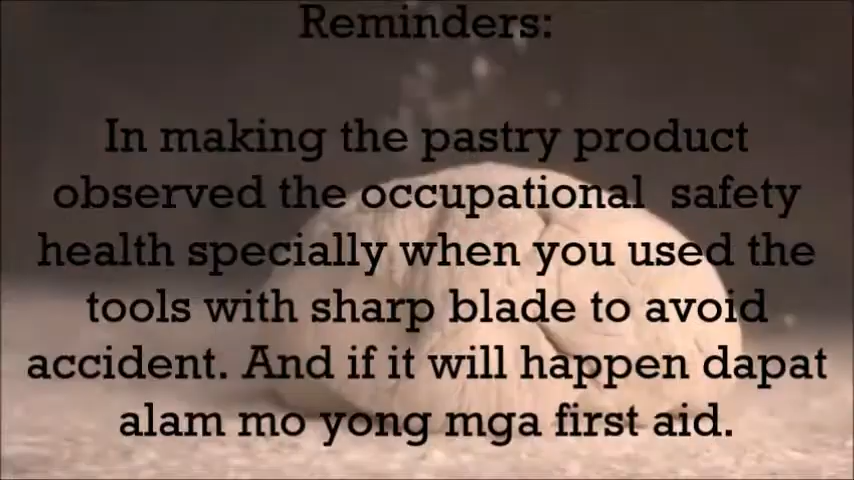 Reminders:
In making the pastry product
observed the occupational safety
health specially when you used the
tools with sharp blade to avoid
accident. And if it will happen dapat
alam mo yong mga first aid.